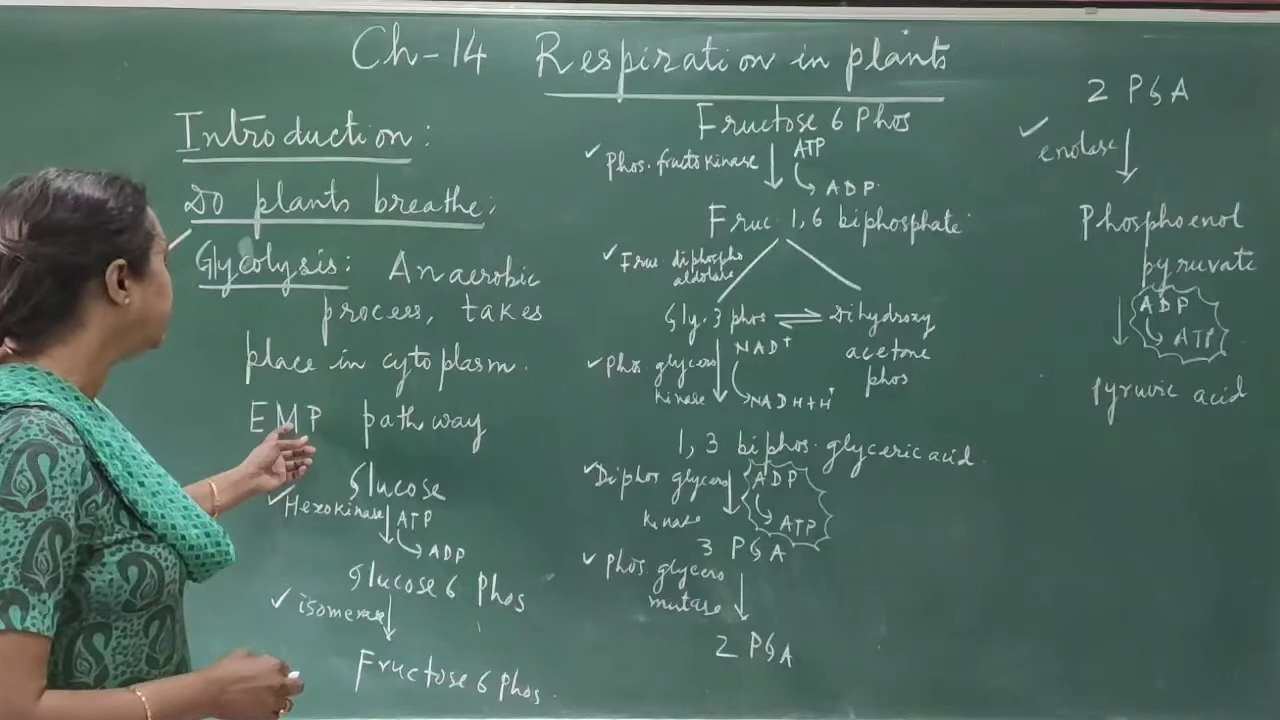 Ch-14 Respiration in plants
Introduction:
Do plants breathe:
Glycolysis: Anaerobic
process, takes
place in cytoplasm.
EMP pathway
Glucose
Hexokinase
ATP
ADP
Glucose 6 Phos
isomerase
Fructose 6 Phos.
Fructose 6 Phos
Phos. fructokinase
ATP
ADP.
Fruc. 1,6 biphosphate
Fruc diphospho
aldolase
Gly. 3 phos ⇌ Dihydroxy
acetone
phos
NAD+
Phos. glycero
kinase
NADH+H+
1, 3 biphos. glyceric acid.
Diphos glycero
kinase
ADP
ATP
3 PGA
Phos. glycero
mutase
2 PGA
2 PGA
enolase
Phosphoenol
pyruvate
ADP
ATP
pyruvic acid